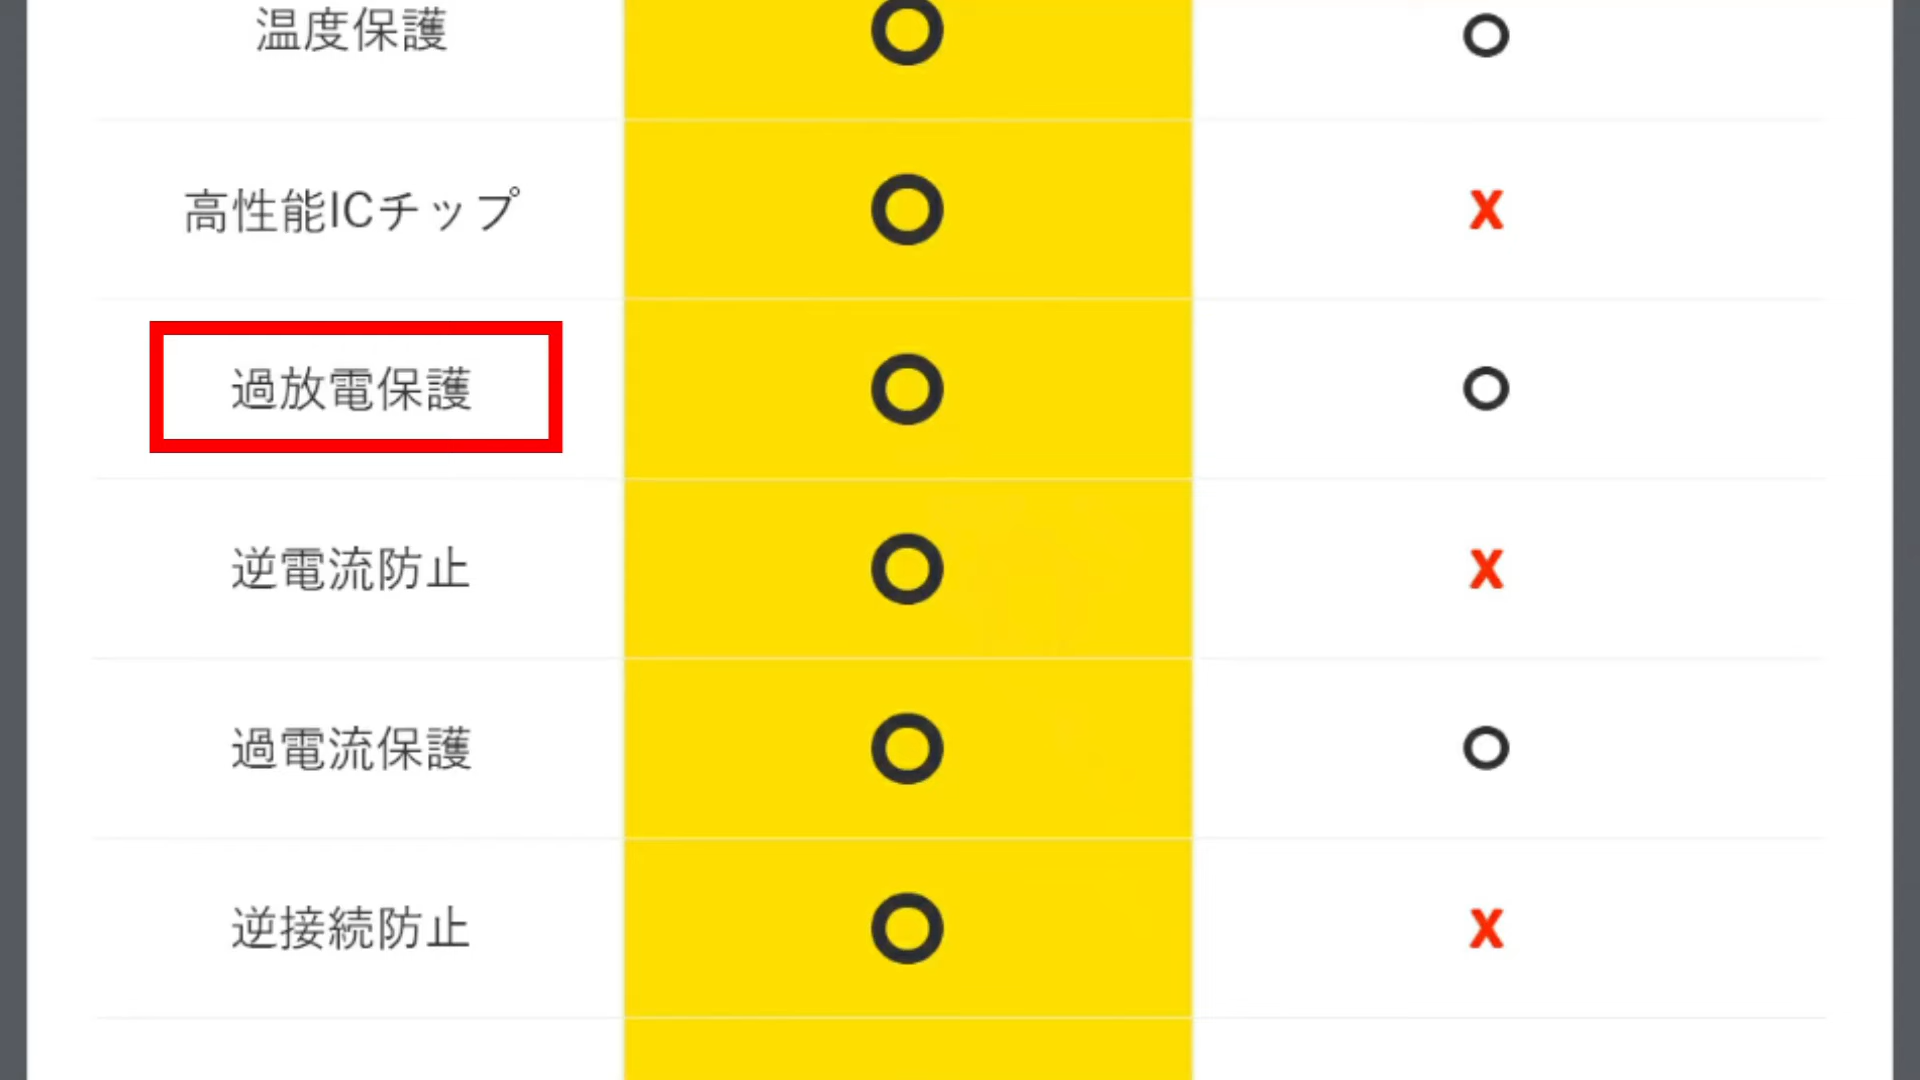 温度保護 ○ ○
高性能ICチップ ○ X
過放電保護 ○ ○
逆電流防止 ○ X
過電流保護 ○ ○
逆接続防止 ○ X